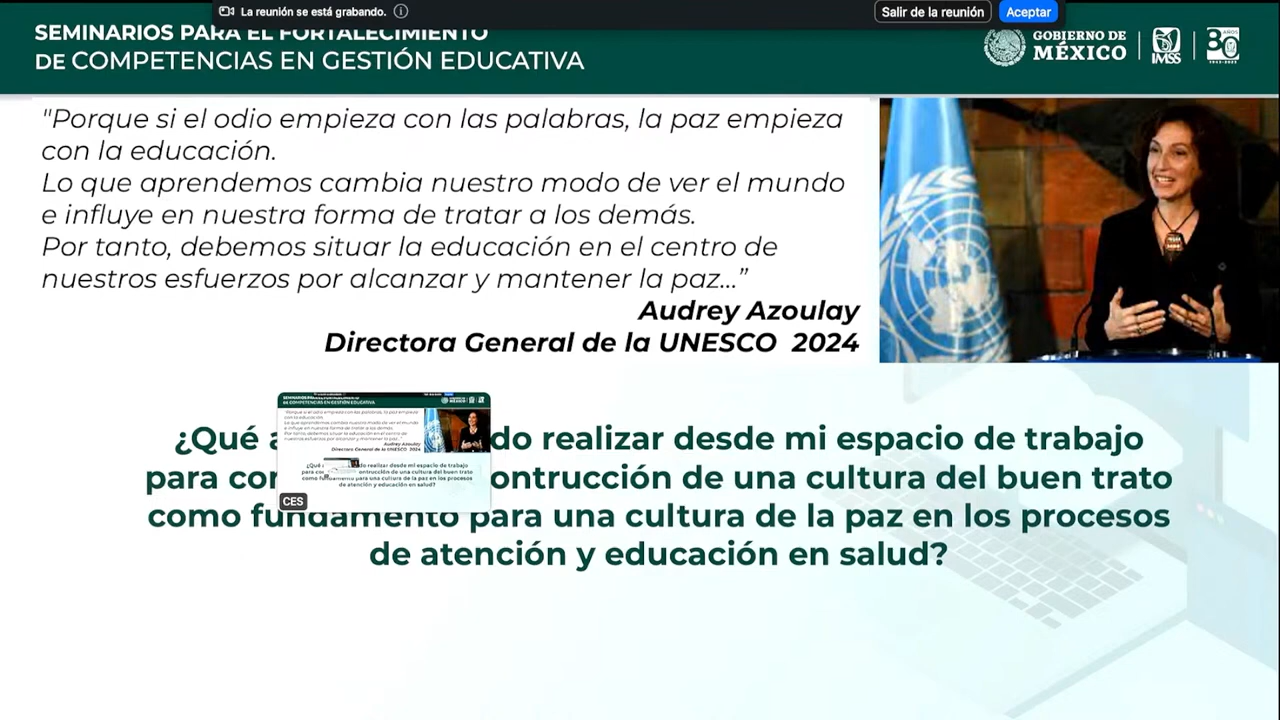 La reunión se está grabando.
Salir de la reunión
Aceptar
SEMINARIOS PARA EL FORTALECIMIENTO
DE COMPETENCIAS EN GESTIÓN EDUCATIVA
GOBIERNO DE
MÉXICO
IMSS
"Porque si el odio empieza con las palabras, la paz empieza
con la educación.
Lo que aprendemos cambia nuestro modo de ver el mundo
e influye en nuestra forma de tratar a los demás.
Por tanto, debemos situar la educación en el centro de
nuestros esfuerzos por alcanzar y mantener la paz...”
Audrey Azoulay
Directora General de la UNESCO 2024
¿Qué a do realizar desde mi espacio de trabajo
para con ontrucción de una cultura del buen trato
como fundamento para una cultura de la paz en los procesos
de atención y educación en salud?
CES